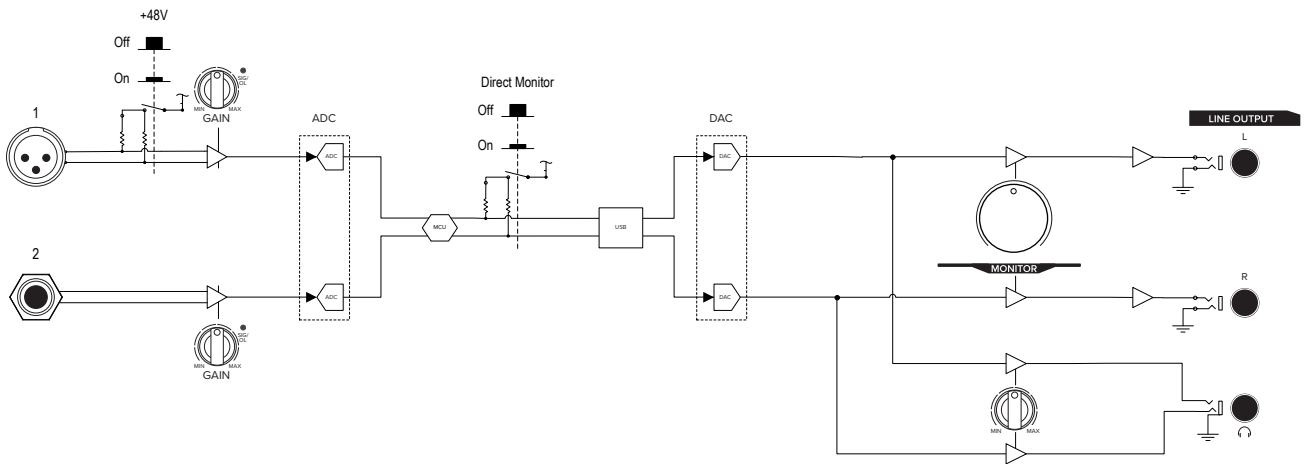 +48V
Off
On
SIG/
OL
MIN MAX
GAIN
1
ADC
ADC
Direct Monitor
Off
On
MCU
USB
DAC
DAC
LINE OUTPUT
L
MONITOR
2
ADC
SIG/
OL
MIN MAX
GAIN
DAC
R
MIN MAX